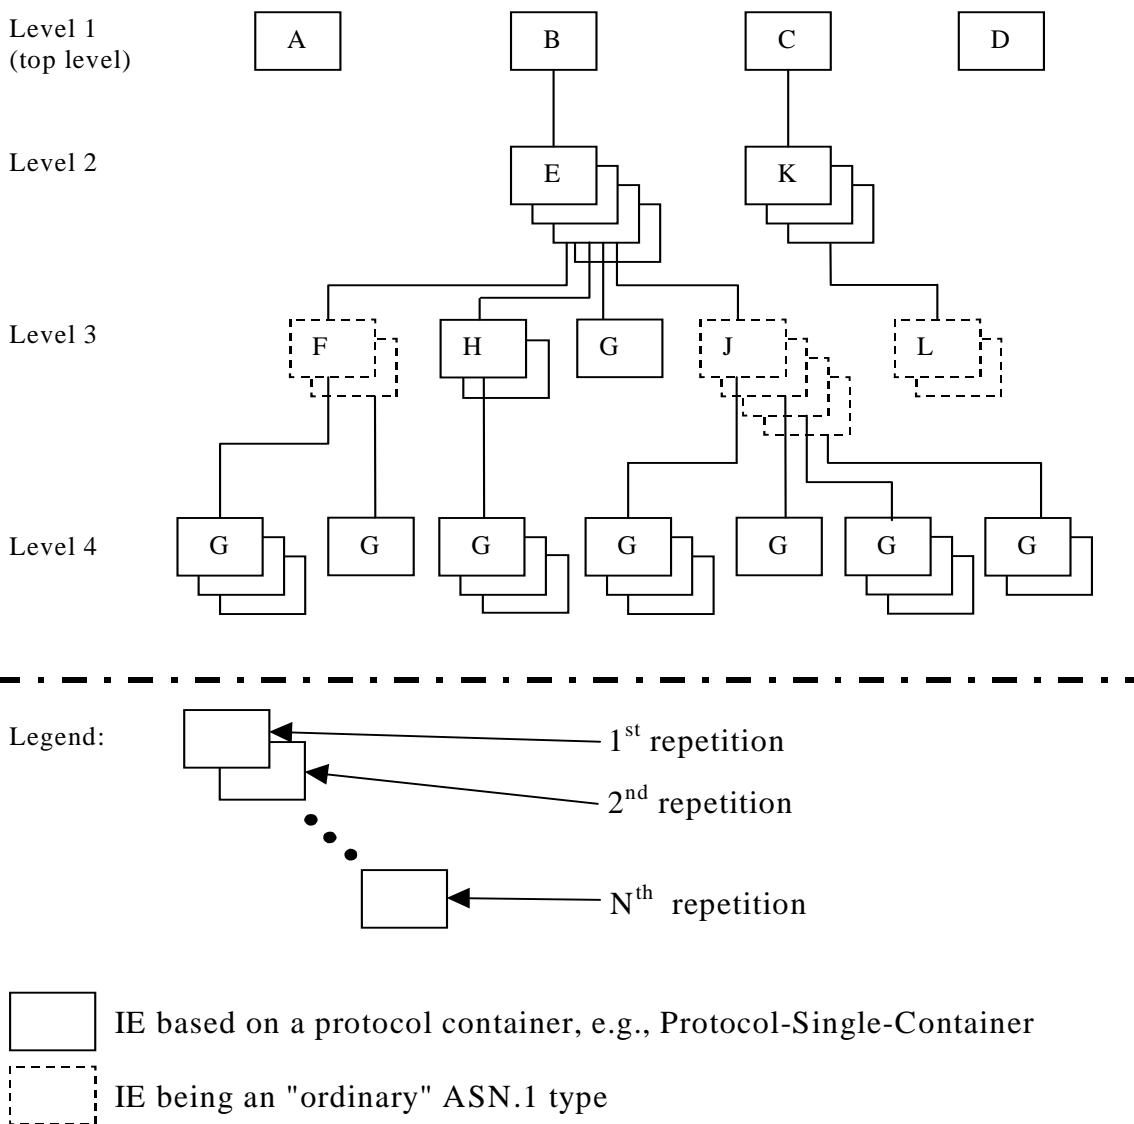 Level 1
(top level)
A
B
C
D
Level 2
E
K
Level 3
F
H
G
J
L
Level 4
G
G
G
G
G
G
G
Legend:
1st repetition
2nd repetition
Nth repetition
IE based on a protocol container, e.g., Protocol-Single-Container
IE being an "ordinary" ASN.1 type